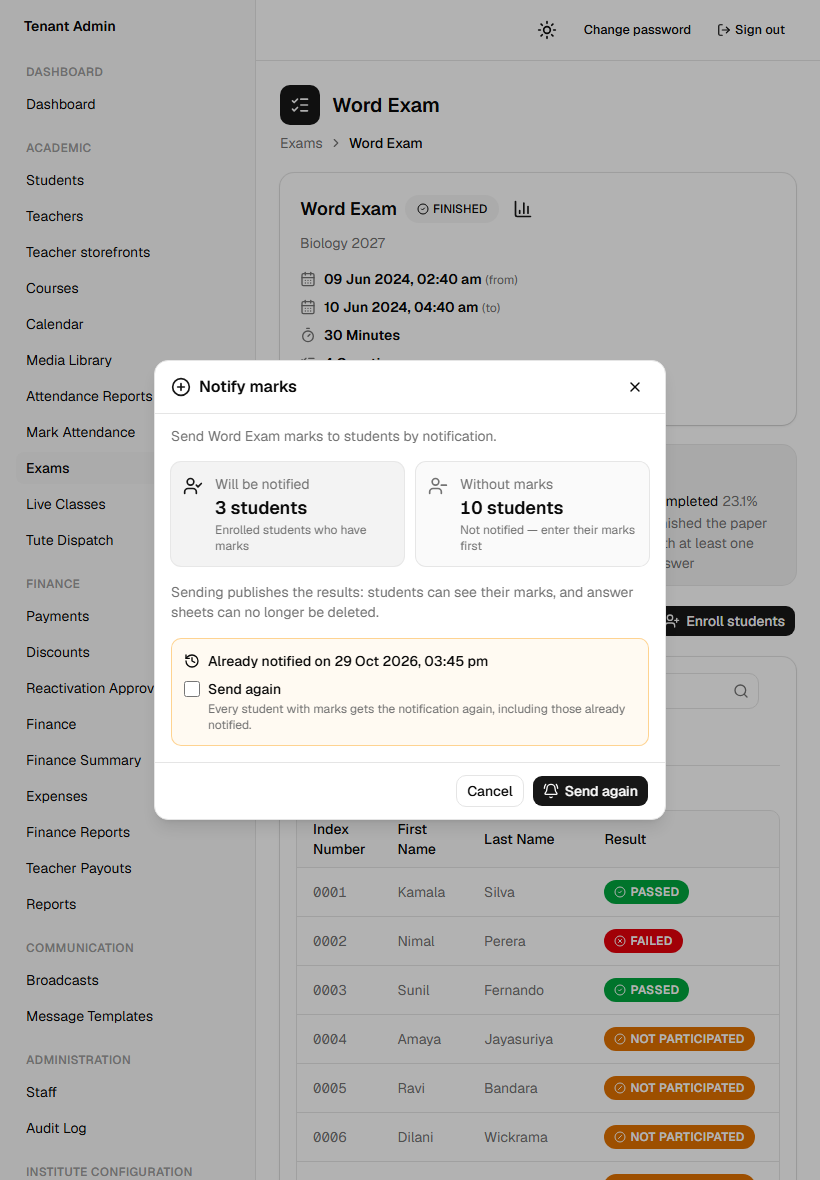 Tenant Admin
Change password
Sign out
DASHBOARD
Dashboard
ACADEMIC
Students
Teachers
Teacher storefronts
Courses
Calendar
Media Library
Attendance Reports
Mark Attendance
Exams
Live Classes
Tute Dispatch
FINANCE
Payments
Discounts
Reactivation Approv
Finance
Finance Summary
Expenses
Finance Reports
Teacher Payouts
Reports
COMMUNICATION
Broadcasts
Message Templates
ADMINISTRATION
Staff
Audit Log
INSTITUTE CONFIGURATION
Word Exam
Exams > Word Exam
Word Exam FINISHED
Biology 2027
09 Jun 2024, 02:40 am (from)
10 Jun 2024, 04:40 am (to)
30 Minutes
Notify marks
Send Word Exam marks to students by notification.
Will be notified
3 students
Enrolled students who have
marks
Without marks
10 students
Not notified — enter their marks
first
Sending publishes the results: students can see their marks, and answer
sheets can no longer be deleted.
Already notified on 29 Oct 2026, 03:45 pm
Send again
Every student with marks gets the notification again, including those already
notified.
Cancel
Send again
mpleted 23.1%
ished the paper
th at least one
swer
Enroll students
Index
Number
First
Name
Last Name
Result
0001 Kamala Silva PASSED
0002 Nimal Perera FAILED
0003 Sunil Fernando PASSED
0004 Amaya Jayasuriya NOT PARTICIPATED
0005 Ravi Bandara NOT PARTICIPATED
0006 Dilani Wickrama NOT PARTICIPATED